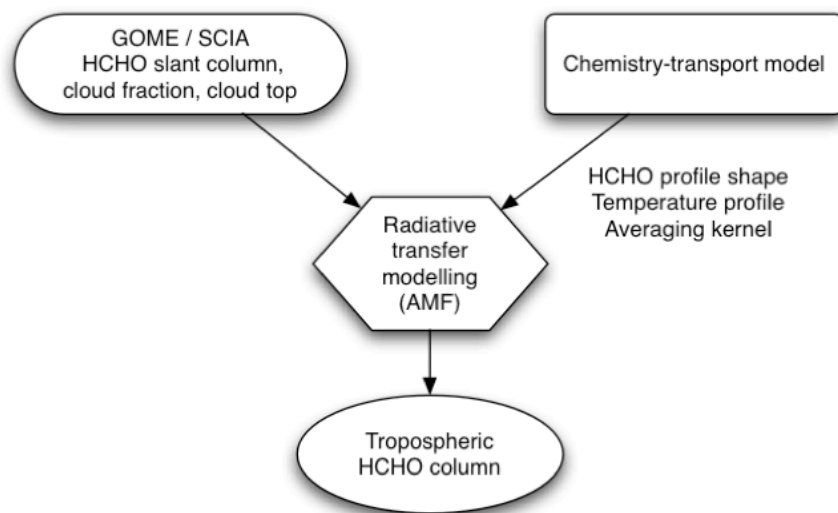 GOME / SCIA
HCHO slant column,
cloud fraction, cloud top
Chemistry-transport model
HCHO profile shape
Temperature profile
Averaging kernel
Radiative
transfer
modelling
(AMF)
Tropospheric
HCHO column